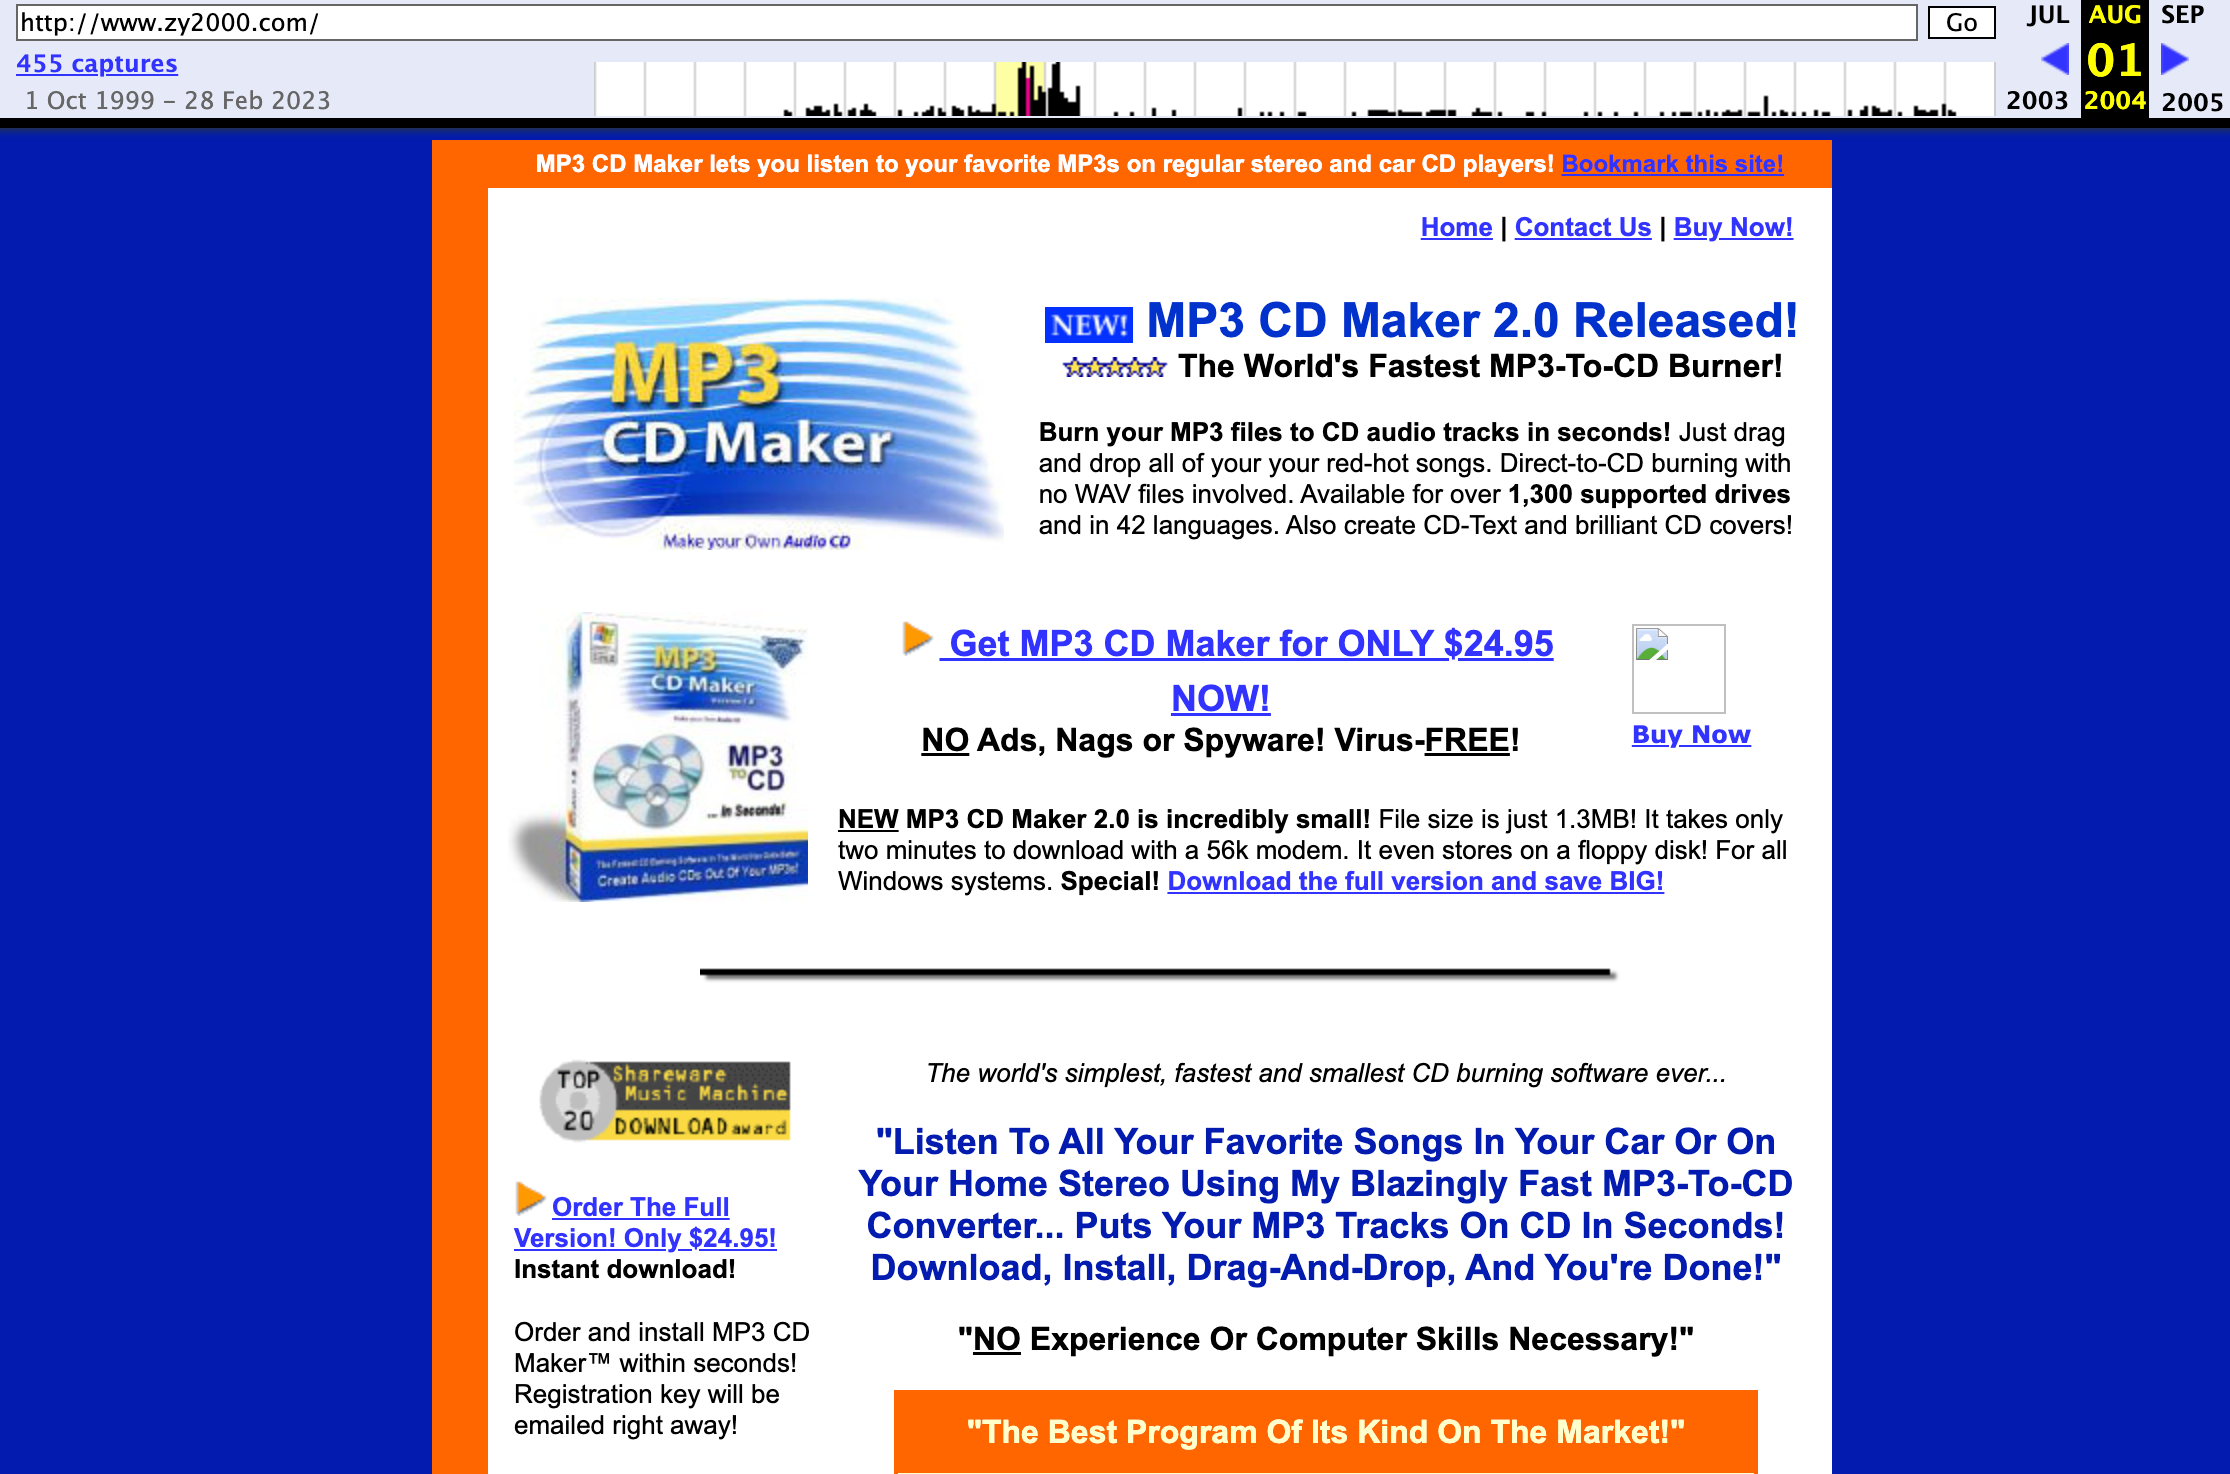 http://www.zy2000.com/
Go
JUL AUG SEP
455 captures
01
1 Oct 1999 – 28 Feb 2023
2003 2004 2005
MP3 CD Maker lets you listen to your favorite MP3s on regular stereo and car CD players! Bookmark this site!
Home | Contact Us | Buy Now!
MP3
CD Maker
Make your Own Audio CD
NEW! MP3 CD Maker 2.0 Released!
The World's Fastest MP3-To-CD Burner!
Burn your MP3 files to CD audio tracks in seconds! Just drag
and drop all of your your red-hot songs. Direct-to-CD burning with
no WAV files involved. Available for over 1,300 supported drives
and in 42 languages. Also create CD-Text and brilliant CD covers!
MP3
CD Maker
MP3
TO CD
... in Seconds!
Create Audio CDs Out Of Your MP3s!
Get MP3 CD Maker for ONLY $24.95
NOW!
NO Ads, Nags or Spyware! Virus-FREE!
Buy Now
NEW MP3 CD Maker 2.0 is incredibly small! File size is just 1.3MB! It takes only
two minutes to download with a 56k modem. It even stores on a floppy disk! For all
Windows systems. Special! Download the full version and save BIG!
TOP 20
Shareware
Music Machine
DOWNLOAD award
Order The Full
Version! Only $24.95!
Instant download!
Order and install MP3 CD
Maker™ within seconds!
Registration key will be
emailed right away!
The world's simplest, fastest and smallest CD burning software ever...
"Listen To All Your Favorite Songs In Your Car Or On
Your Home Stereo Using My Blazingly Fast MP3-To-CD
Converter... Puts Your MP3 Tracks On CD In Seconds!
Download, Install, Drag-And-Drop, And You're Done!"
"NO Experience Or Computer Skills Necessary!"
"The Best Program Of Its Kind On The Market!"